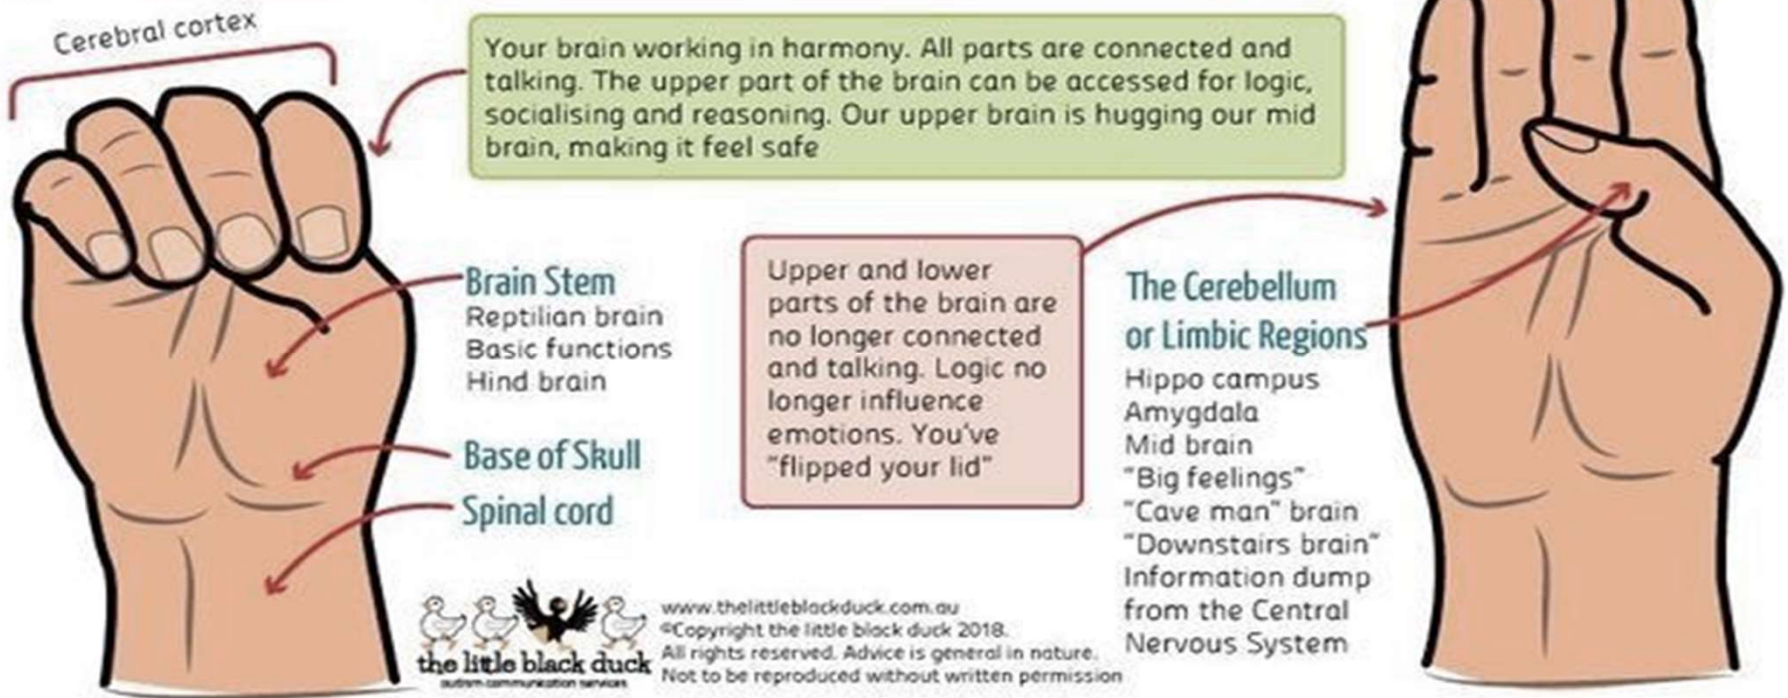 Cerebral cortex
Your brain working in harmony. All parts are connected and
talking. The upper part of the brain can be accessed for logic,
socialising and reasoning. Our upper brain is hugging our mid
brain, making it feel safe
Brain Stem
Reptilian brain
Basic functions
Hind brain
Base of Skull
Spinal cord
Upper and lower
parts of the brain are
no longer connected
and talking. Logic no
longer influence
emotions. You've
"flipped your lid"
The Cerebellum
or Limbic Regions
Hippo campus
Amygdala
Mid brain
"Big feelings"
"Cave man" brain
"Downstairs brain"
Information dump
from the Central
Nervous System
the little black duck
autism communication services
www.thelittleblackduck.com.au
©Copyright the little black duck 2018.
All rights reserved. Advice is general in nature.
Not to be reproduced without written permission